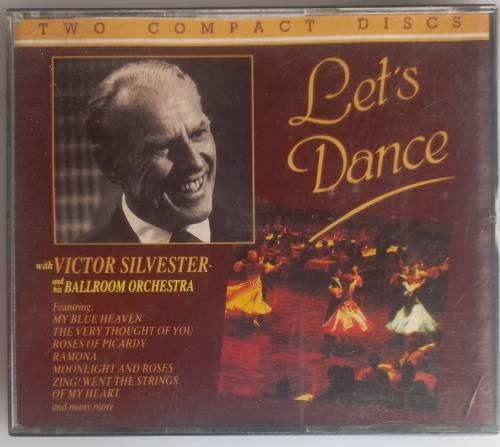 TWO COMPACT DISCS
Let's
Dance
with VICTOR SILVESTER
and his BALLROOM ORCHESTRA
Featuring:
MY BLUE HEAVEN
THE VERY THOUGHT OF YOU
ROSES OF PICARDY
RAMONA
MOONLIGHT AND ROSES
ZING! WENT THE STRINGS
OF MY HEART
and many more